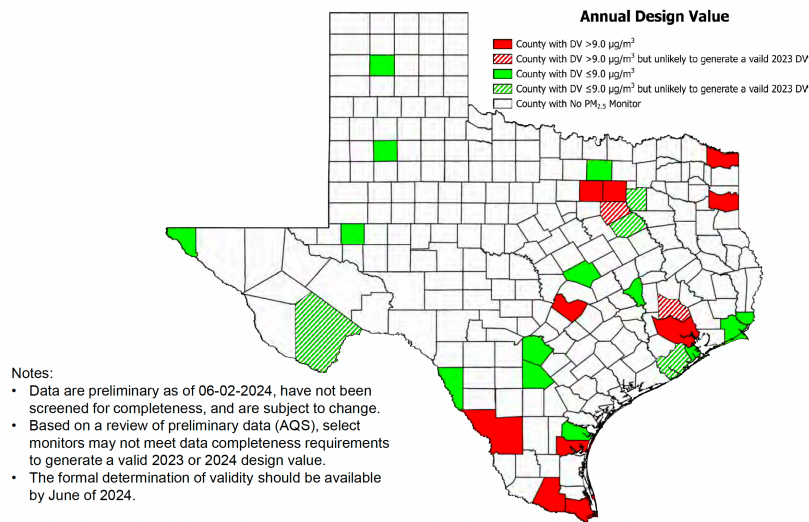 Annual Design Value
County with DV >9.0 µg/m³
County with DV >9.0 µg/m³ but unlikely to generate a vaild 2023 DV
County with DV ≤9.0 µg/m³
County with DV ≤9.0 µg/m³ but unlikely to generate a vaild 2023 DV
County with No PM₂.₅ Monitor
Notes:
• Data are preliminary as of 06-02-2024, have not been
screened for completeness, and are subject to change.
• Based on a review of preliminary data (AQS), select
monitors may not meet data completeness requirements
to generate a valid 2023 or 2024 design value.
• The formal determination of validity should be available
by June of 2024.